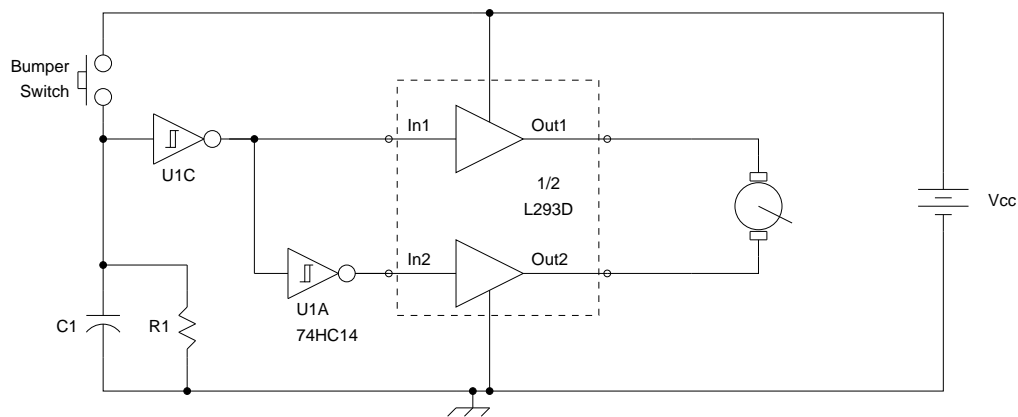 Bumper
Switch
U1C
In1
Out1
1/2
L293D
Vcc
In2
Out2
U1A
74HC14
C1
R1